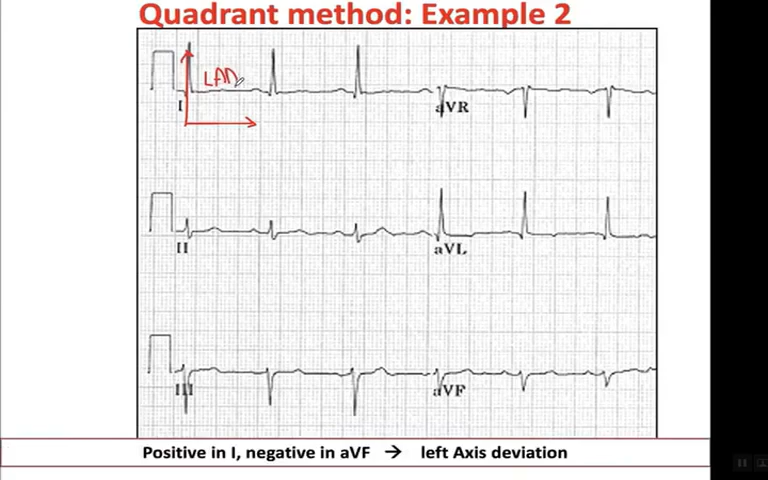 Quadrant method: Example 2
LAD
I
aVR
II
aVL
III
aVF
Positive in I, negative in aVF → left Axis deviation